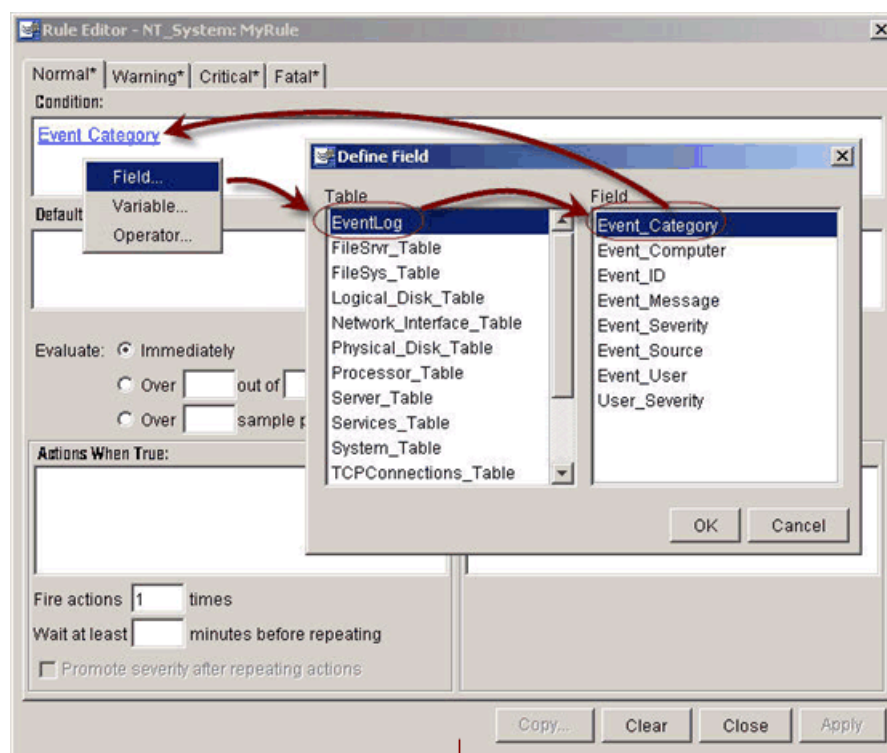 Rule Editor - NT_System: MyRule
Normal* Warning* Critical* Fatal*
Condition:
Event_Category
Field...
Variable...
Operator...
Default
Define Field
Table
EventLog
FileSrvr_Table
FileSys_Table
Logical_Disk_Table
Network_Interface_Table
Physical_Disk_Table
Processor_Table
Server_Table
Services_Table
System_Table
TCPConnections_Table
Field
Event_Category
Event_Computer
Event_ID
Event_Message
Event_Severity
Event_Source
Event_User
User_Severity
OK Cancel
Evaluate: Immediately
Over out of
Over sample
Actions When True:
Fire actions 1 times
Wait at least minutes before repeating
Promote severity after repeating actions
Copy... Clear Close Apply